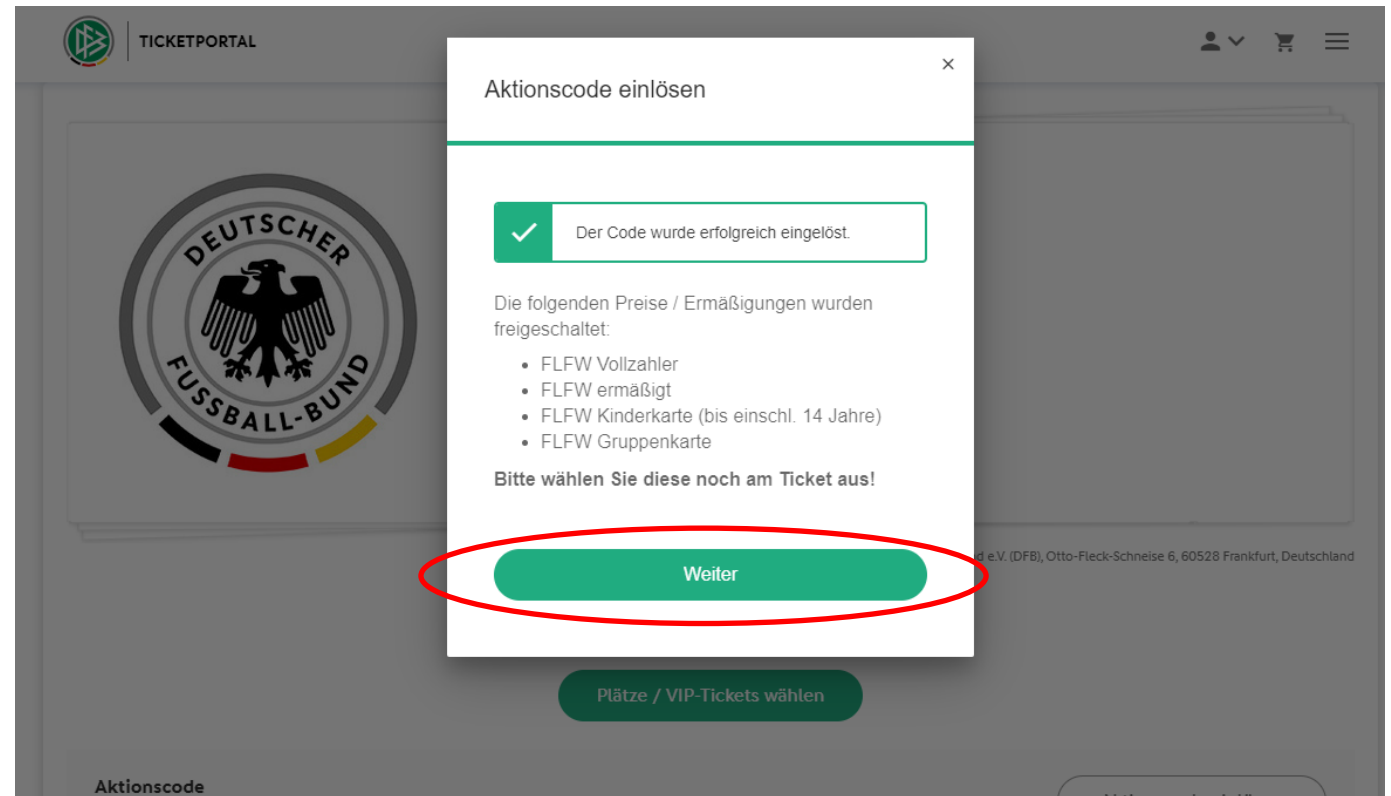 TICKETPORTAL
Aktionscode einlösen
×
DEUTSCHER
FUSSBALL-BUND
Der Code wurde erfolgreich eingelöst.
Die folgenden Preise / Ermäßigungen wurden
freigeschaltet:
• FLFW Vollzahler
• FLFW ermäßigt
• FLFW Kinderkarte (bis einschl. 14 Jahre)
• FLFW Gruppenkarte
Bitte wählen Sie diese noch am Ticket aus!
e.V. (DFB), Otto-Fleck-Schneise 6, 60528 Frankfurt, Deutschland
Weiter
Plätze / VIP-Tickets wählen
Aktionscode